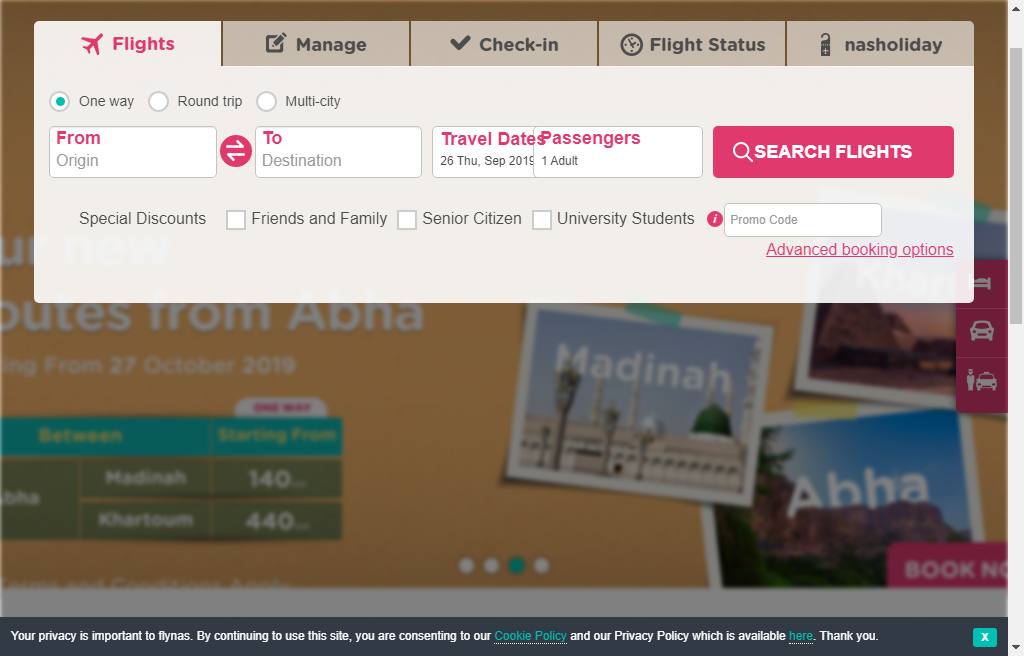 Flights
Manage
Check-in
Flight Status
nasholiday
One way
Round trip
Multi-city
From
Origin
To
Destination
Travel Dates
26 Thu, Sep 2019
Passengers
1 Adult
SEARCH FLIGHTS
Special Discounts
Friends and Family
Senior Citizen
University Students
i
Promo Code
Advanced booking options
ur new
outes from Abha
ing From 27 October 2019
ONE WAY
Between
Starting From
bha
Madinah
140
Khartoum
440
Terms and Conditions Apply
Madinah
Khart
Abha
BOOK NO
Your privacy is important to flynas. By continuing to use this site, you are consenting to our Cookie Policy and our Privacy Policy which is available here. Thank you.
X